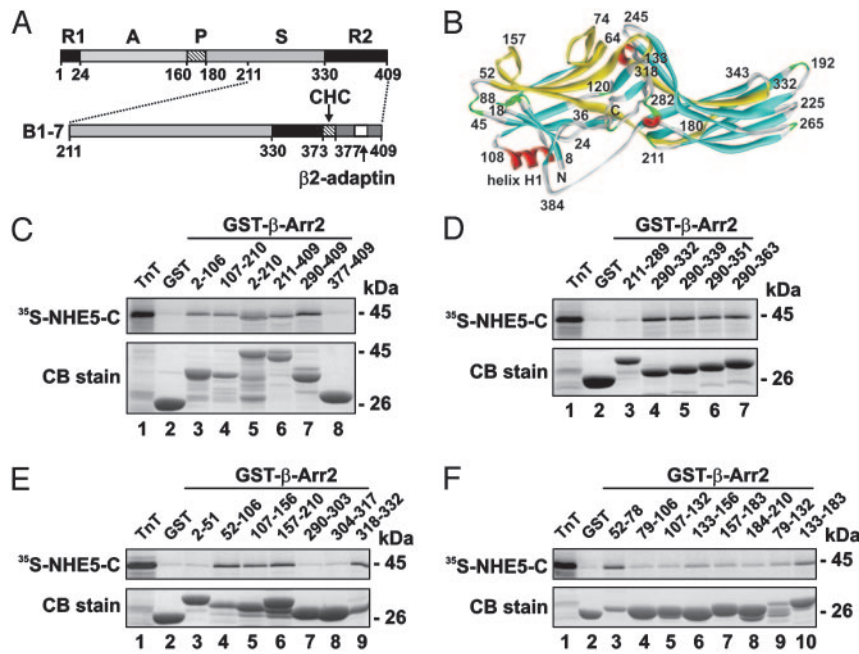 A
R1 A P S R2
1 24 160 180 211 330 409
CHC
B1-7
211 330 373 377 409
β2-adaptin
B
245
74
64
157
133
318
52
120
343
192
332
88
18
282
36
C
225
45
180
24
265
211
108
8
N
helix H1
384
C
GST-β-Arr2
TnT GST 2-106 107-210 2-210 211-409 290-409 377-409
kDa
³⁵S-NHE5-C - 45
45
CB stain
- 26
1 2 3 4 5 6 7 8
D
GST-β-Arr2
TnT GST 211-289 290-332 290-339 290-351 290-363
kDa
³⁵S-NHE5-C - 45
CB stain
- 26
1 2 3 4 5 6 7
E
GST-β-Arr2
TnT GST 2-51 52-106 107-156 157-210 290-303 304-317 318-332
kDa
³⁵S-NHE5-C - 45
CB stain
- 26
1 2 3 4 5 6 7 8 9
F
GST-β-Arr2
TnT GST 52-78 79-106 107-132 133-156 157-183 184-210 79-132 133-183
kDa
³⁵S-NHE5-C - 45
CB stain
- 26
1 2 3 4 5 6 7 8 9 10